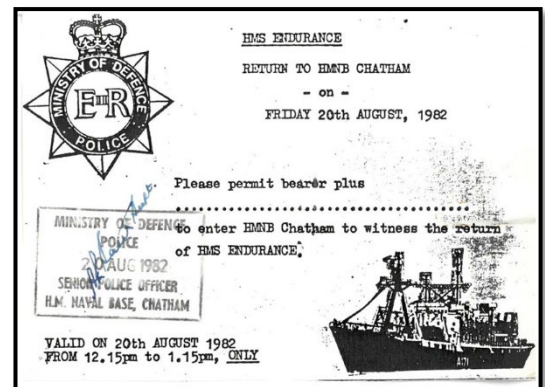 MINISTRY OF DEFENCE
EIIR
POLICE
HMS ENDURANCE
RETURN TO HMNB CHATHAM
- on -
FRIDAY 20th AUGUST, 1982
Please permit bearer plus
..........................................
to enter HMNB Chatham to witness the return
of HMS ENDURANCE.
MINISTRY OF DEFENCE
POLICE
20 AUG 1982
SENIOR POLICE OFFICER
H.M. NAVAL BASE, CHATHAM
VALID ON 20th AUGUST 1982
FROM 12.15pm to 1.15pm, ONLY
A171